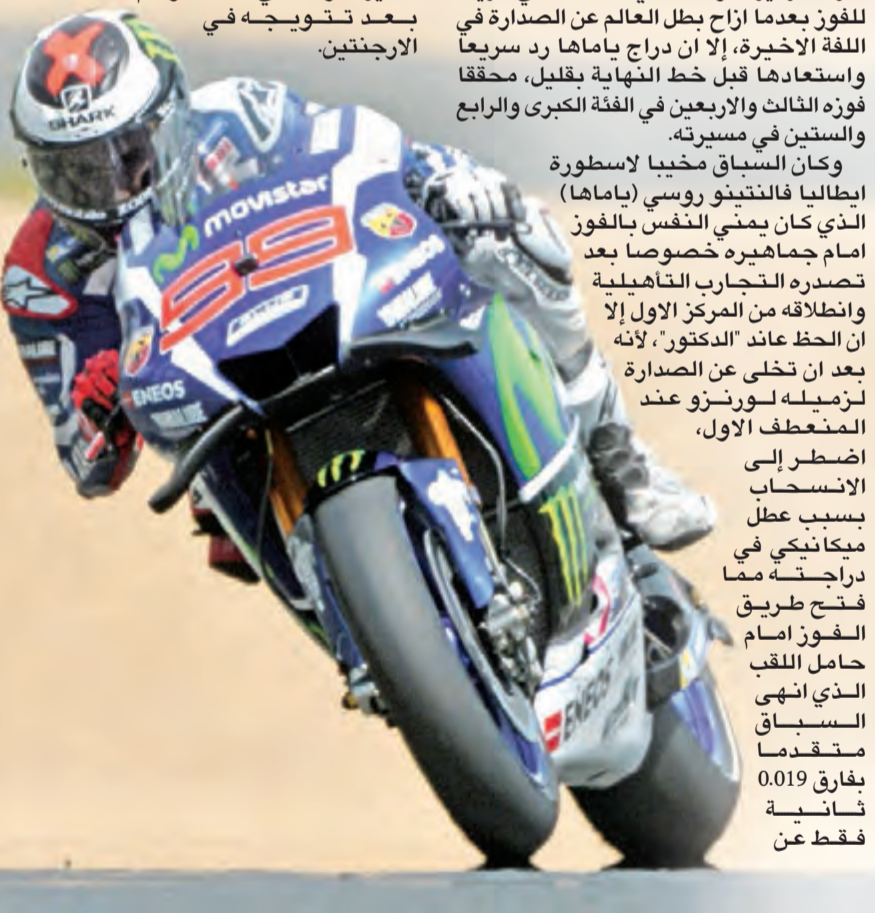 للفوز بعدما ازاح بطل العالم عن الصدارة في
اللفة الاخيرة، إلا ان دراج ياماها رد سريعا
واستعادها قبل خط النهاية بقليل، محققا
فوزه الثالث والاربعين في الفئة الكبرى والرابع
والستين في مسيرته.
وكان السباق مخيبا لاسطورة
ايطاليا فالنتينو روسي (ياماها)
الذي كان يمني النفس بالفوز
امام جماهيره خصوصا بعد
تصدره التجارب التأهيلية
وانطلاقه من المركز الاول إلا
ان الحظ عاند "الدكتور"، لأنه
بعد ان تخلى عن الصدارة
لزميله لورنزو عند
المنعطف الاول،
اضطر إلى
الانسحاب
بسبب عطل
ميكانيكي في
دراجته مما
فتح طريق
الفوز امام
حامل اللقب
الذي انهى
السباق
متقدما
بفارق 0.019
ثانية
فقط عن
بعد تتويجه في
الارجنتين.
SHARK
movistar
99
ENEOS
ENEOS
ENEOS